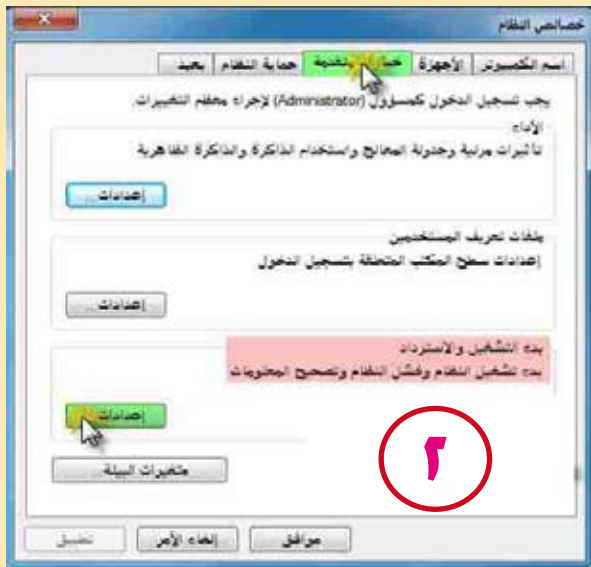 خصائص النظام
اسم الكمبيوتر الأجهزة خيارات متقدمة حماية النظام بعيد
يجب تسجيل الدخول كمسؤول (Administrator) لإجراء معظم التغييرات.
الأداء
تأثيرات مرئية وجدولة المعالج واستخدام الذاكرة والذاكرة الظاهرية
إعدادات...
ملفات تعريف المستخدمين
إعدادات سطح المكتب المتعلقة بتسجيل الدخول
إعدادات...
بدء التشغيل والاسترداد
بدء تشغيل النظام وفشل النظام وتصحيح المعلومات
إعدادات
٢
متغيرات البيئة...
موافق إلغاء الأمر تطبيق